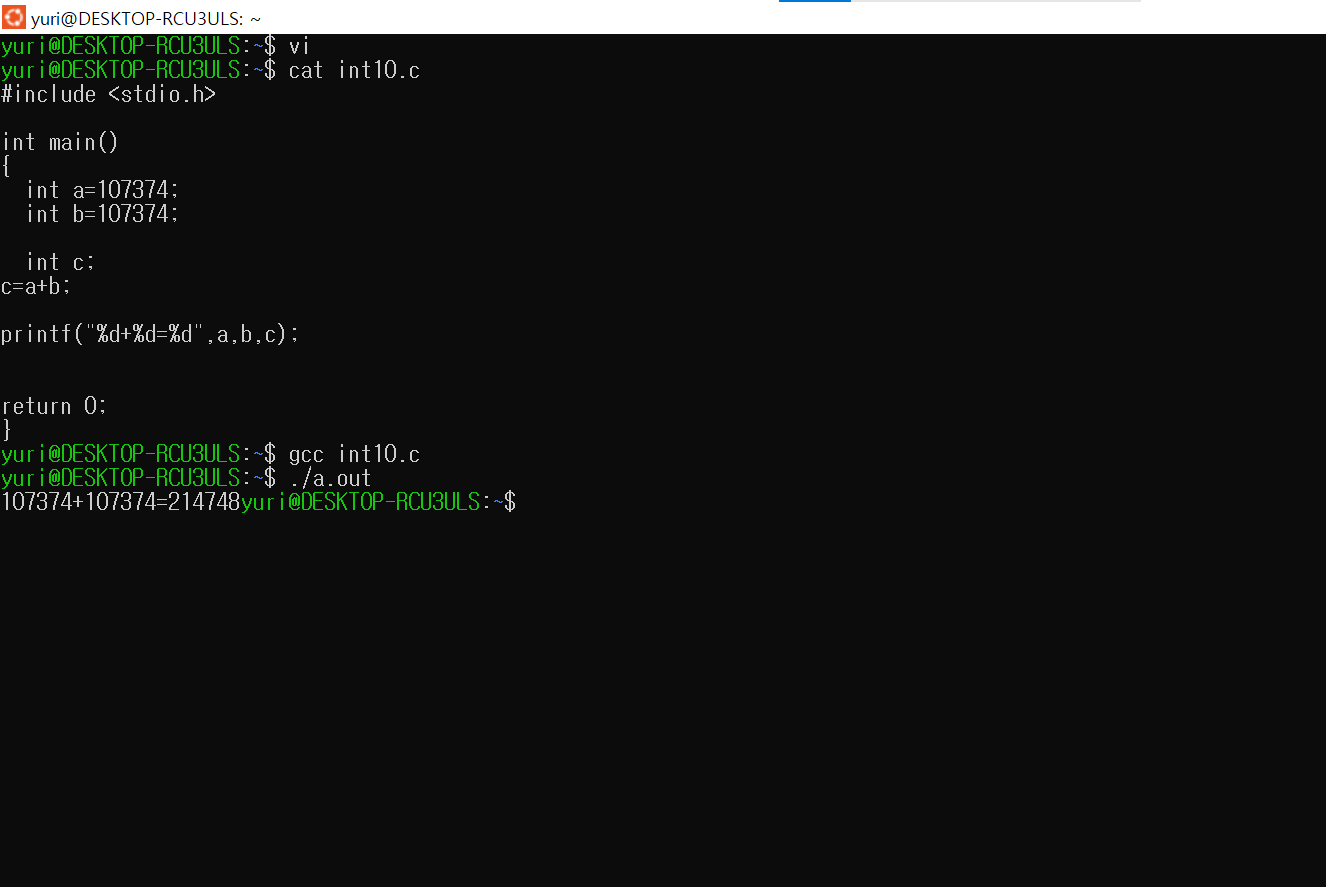 yuri@DESKTOP-RCU3ULS: ~
yuri@DESKTOP-RCU3ULS:~$ vi
yuri@DESKTOP-RCU3ULS:~$ cat int10.c
#include <stdio.h>
int main()
{
  int a=107374;
  int b=107374;
  int c;
c=a+b;
printf("%d+%d=%d",a,b,c);
return 0;
}
yuri@DESKTOP-RCU3ULS:~$ gcc int10.c
yuri@DESKTOP-RCU3ULS:~$ ./a.out
107374+107374=214748yuri@DESKTOP-RCU3ULS:~$